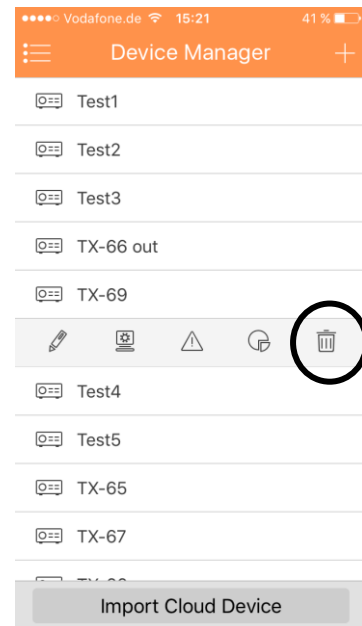 Vodafone.de 15:21 41 %
Device Manager
Test1
Test2
Test3
TX-66 out
TX-69
Test4
Test5
TX-65
TX-67
Import Cloud Device